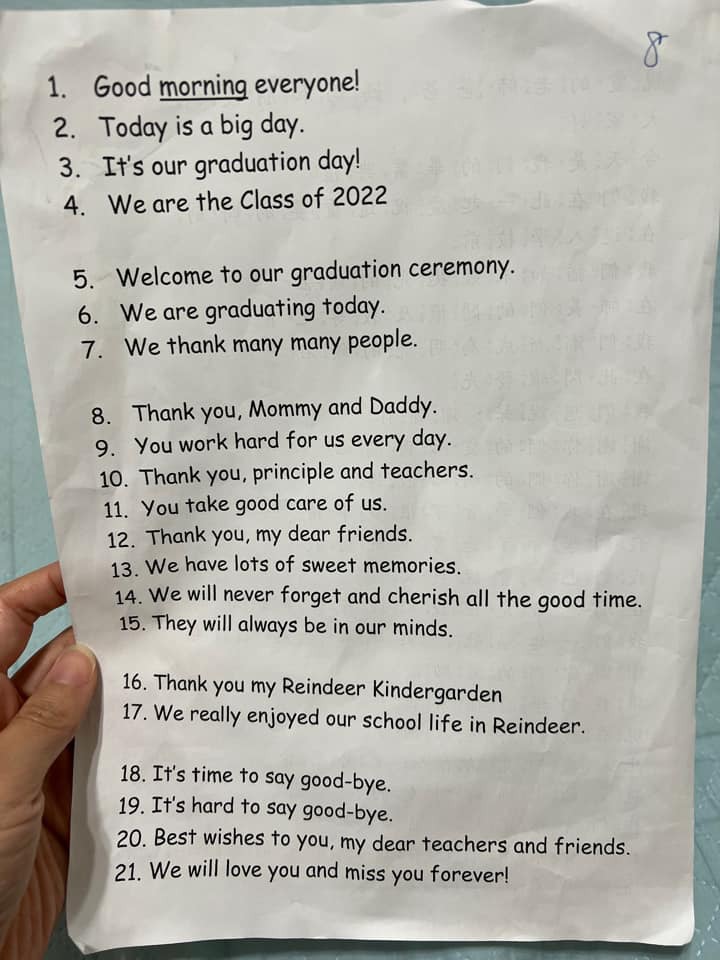 8
1. Good morning everyone!
2. Today is a big day.
3. It's our graduation day!
4. We are the Class of 2022
5. Welcome to our graduation ceremony.
6. We are graduating today.
7. We thank many many people.
8. Thank you, Mommy and Daddy.
9. You work hard for us every day.
10. Thank you, principle and teachers.
11. You take good care of us.
12. Thank you, my dear friends.
13. We have lots of sweet memories.
14. We will never forget and cherish all the good time.
15. They will always be in our minds.
16. Thank you my Reindeer Kindergarden
17. We really enjoyed our school life in Reindeer.
18. It's time to say good-bye.
19. It's hard to say good-bye.
20. Best wishes to you, my dear teachers and friends.
21. We will love you and miss you forever!